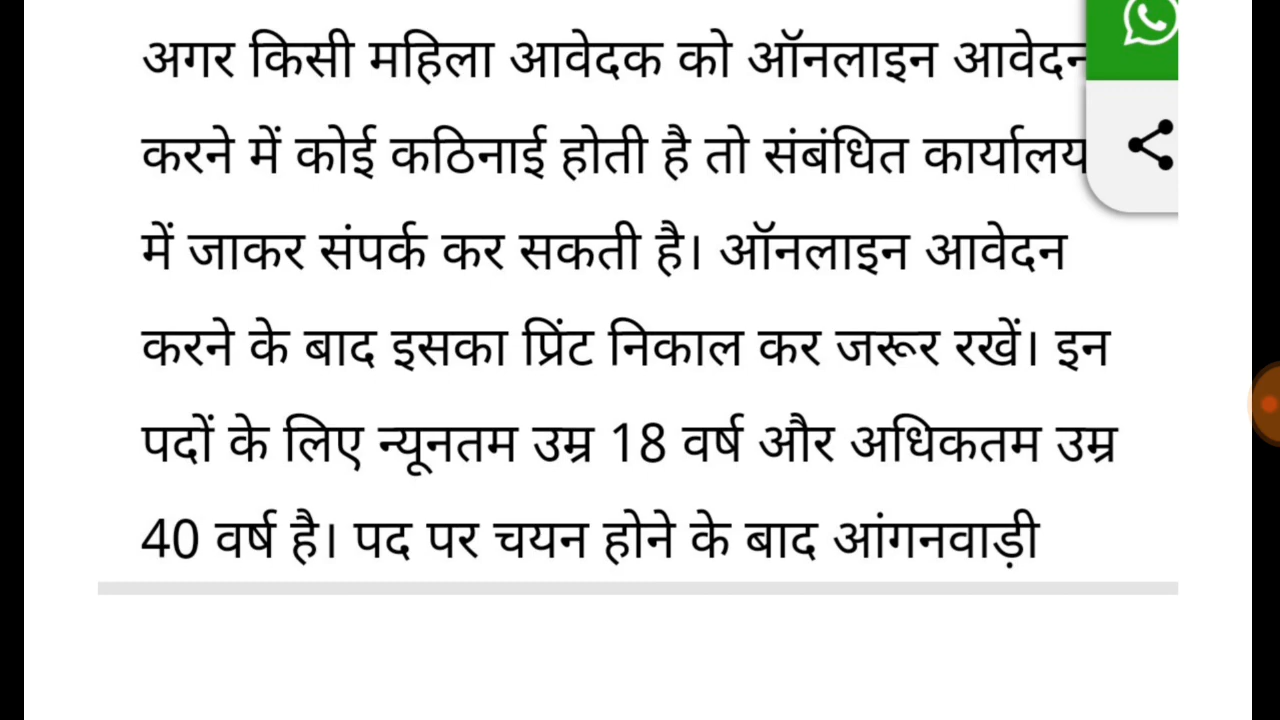 अगर किसी महिला आवेदक को ऑनलाइन आवेदन
करने में कोई कठिनाई होती है तो संबंधित कार्यालय
में जाकर संपर्क कर सकती है। ऑनलाइन आवेदन
करने के बाद इसका प्रिंट निकाल कर जरूर रखें। इन
पदों के लिए न्यूनतम उम्र 18 वर्ष और अधिकतम उम्र
40 वर्ष है। पद पर चयन होने के बाद आंगनवाड़ी